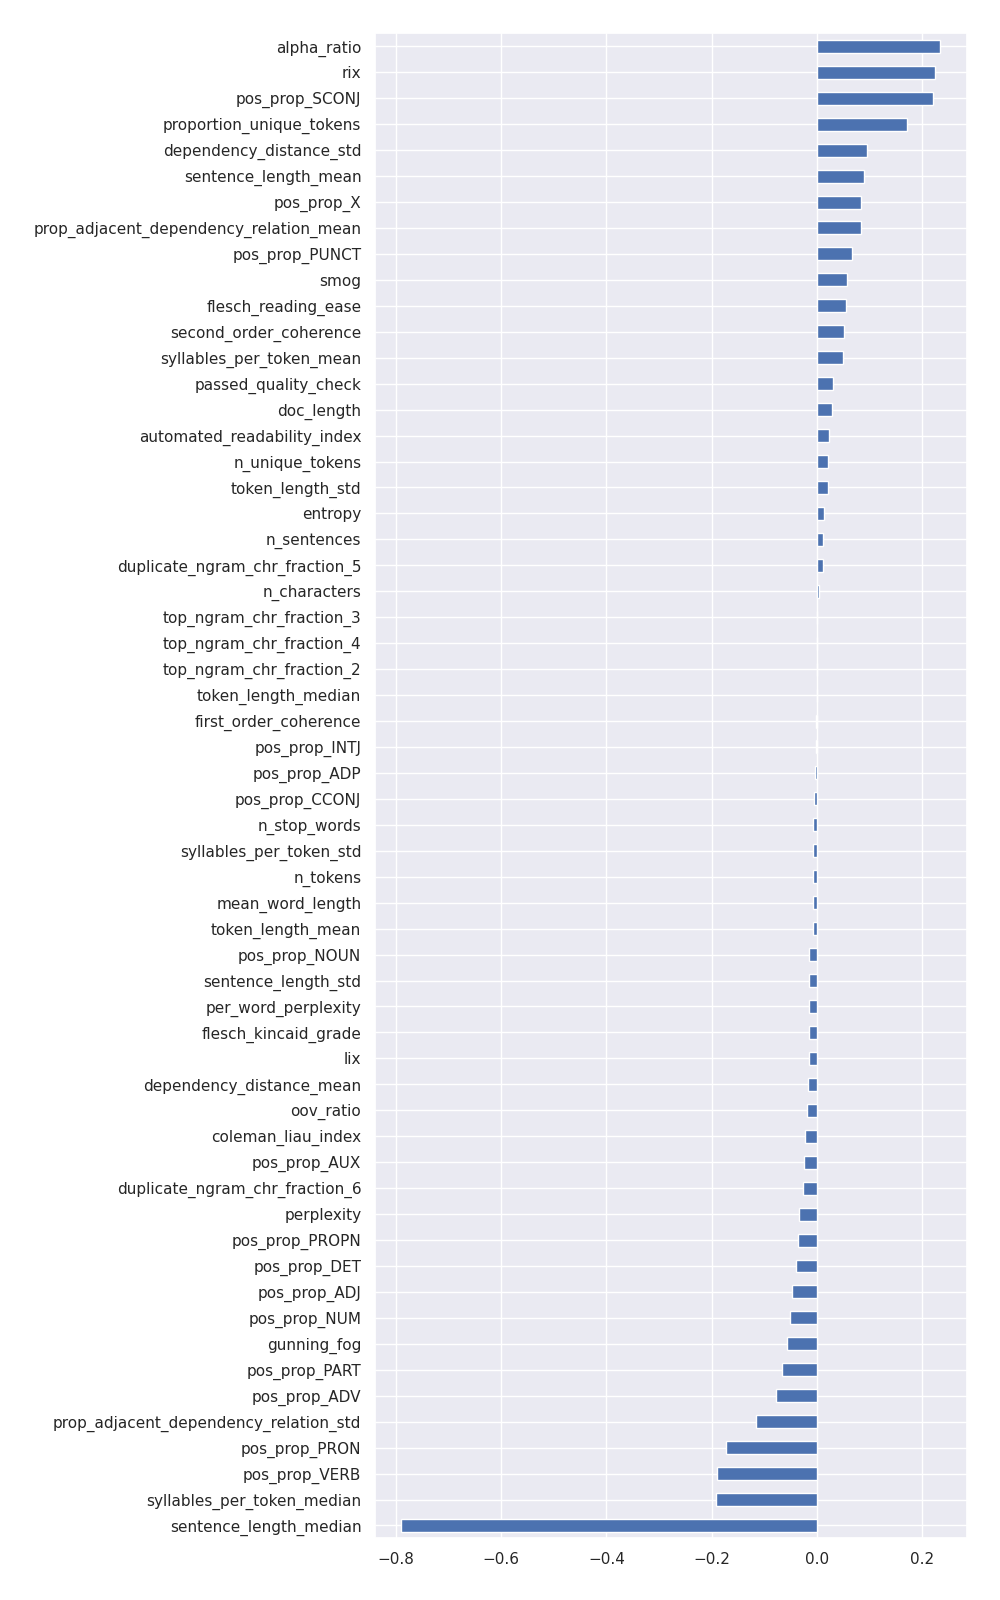 alpha_ratio
rix
pos_prop_SCONJ
proportion_unique_tokens
dependency_distance_std
sentence_length_mean
pos_prop_X
prop_adjacent_dependency_relation_mean
pos_prop_PUNCT
smog
flesch_reading_ease
second_order_coherence
syllables_per_token_mean
passed_quality_check
doc_length
automated_readability_index
n_unique_tokens
token_length_std
entropy
n_sentences
duplicate_ngram_chr_fraction_5
n_characters
top_ngram_chr_fraction_3
top_ngram_chr_fraction_4
top_ngram_chr_fraction_2
token_length_median
first_order_coherence
pos_prop_INTJ
pos_prop_ADP
pos_prop_CCONJ
n_stop_words
syllables_per_token_std
n_tokens
mean_word_length
token_length_mean
pos_prop_NOUN
sentence_length_std
per_word_perplexity
flesch_kincaid_grade
lix
dependency_distance_mean
oov_ratio
coleman_liau_index
pos_prop_AUX
duplicate_ngram_chr_fraction_6
perplexity
pos_prop_PROPN
pos_prop_DET
pos_prop_ADJ
pos_prop_NUM
gunning_fog
pos_prop_PART
pos_prop_ADV
prop_adjacent_dependency_relation_std
pos_prop_PRON
pos_prop_VERB
syllables_per_token_median
sentence_length_median
−0.8 −0.6 −0.4 −0.2 0.0 0.2